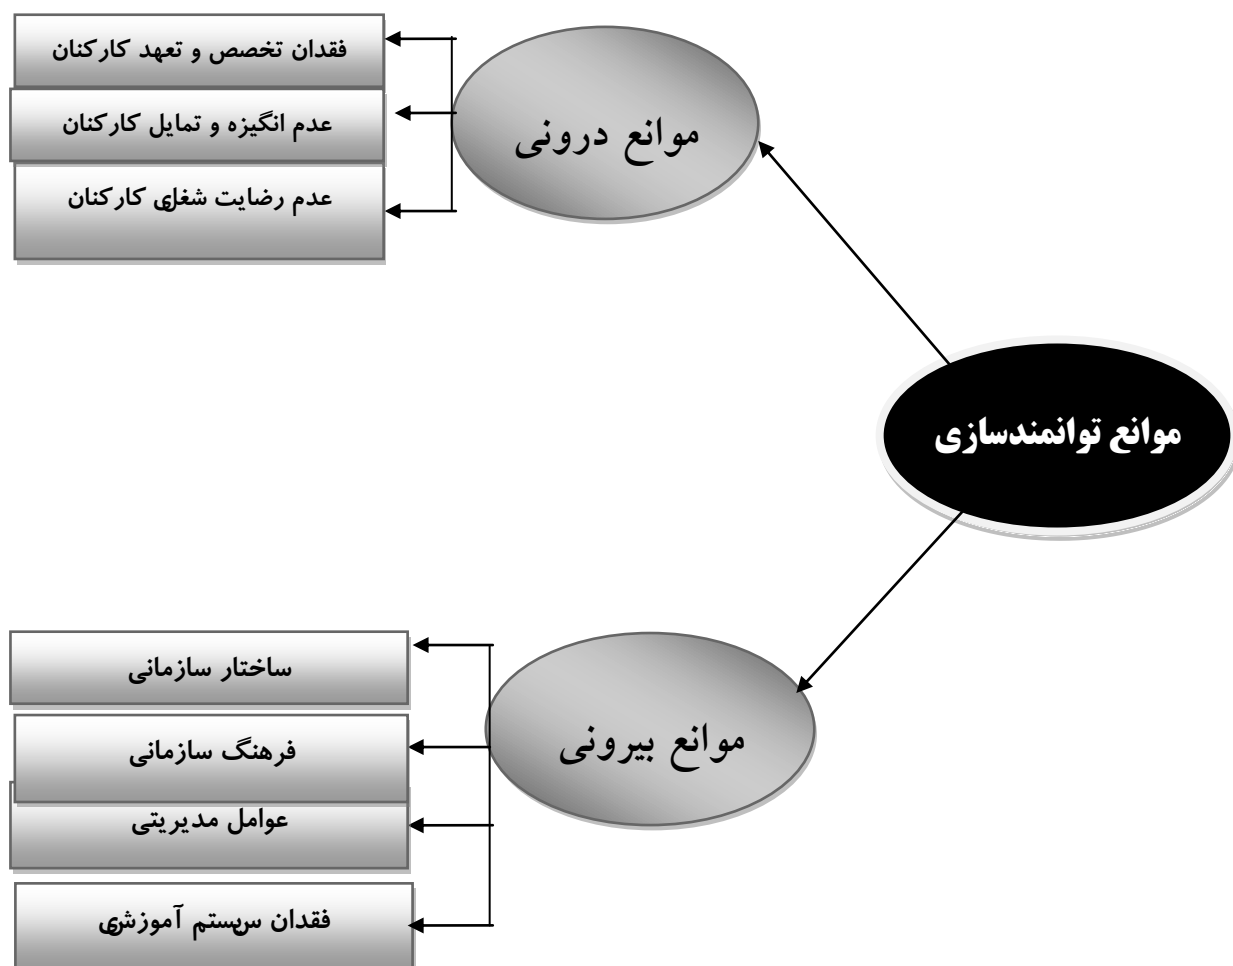 موانع توانمندسازی
موانع درونی
فقدان تخصص و تعهد کارکنان
عدم انگیزه و تمایل کارکنان
عدم رضایت شغلی کارکنان
موانع بیرونی
ساختار سازمانی
فرهنگ سازمانی
عوامل مدیریتی
فقدان سیستم آموزشی